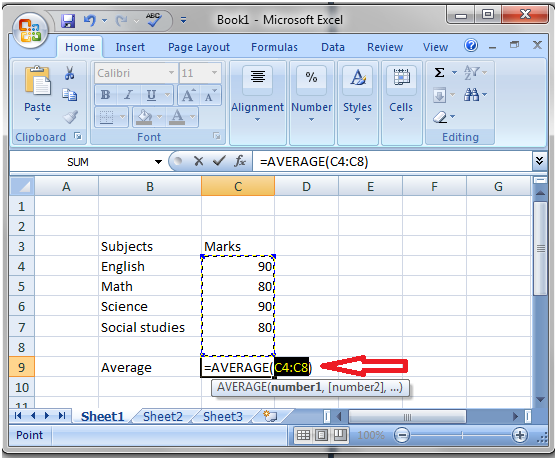 Book1 - Microsoft Excel
Home Insert Page Layout Formulas Data Review View
Paste
Calibri 11
B I U A A
Σ A Z
%
Alignment Number Styles Cells
Clipboard Font Editing
SUM fx =AVERAGE(C4:C8)
A B C D E F G
1
2
3 Subjects Marks
4 English 90
5 Math 80
6 Science 90
7 Social studies 80
8
9 Average =AVERAGE(C4:C8)
10 AVERAGE(number1, [number2], ...)
11
Sheet1 Sheet2 Sheet3
Point 100%